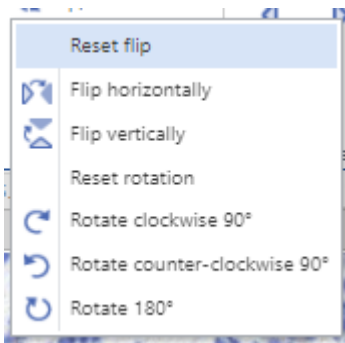 Reset flip
Flip horizontally
Flip vertically
Reset rotation
Rotate clockwise 90°
Rotate counter-clockwise 90°
Rotate 180°